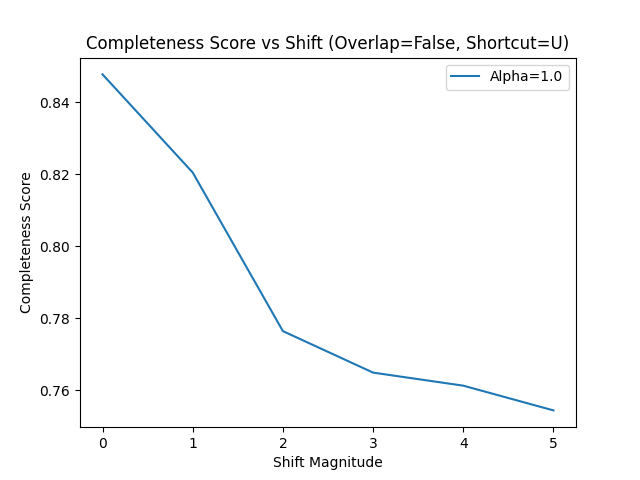 Completeness Score vs Shift (Overlap=False, Shortcut=U)
Alpha=1.0
Completeness Score
0.84
0.82
0.80
0.78
0.76
0 1 2 3 4 5
Shift Magnitude